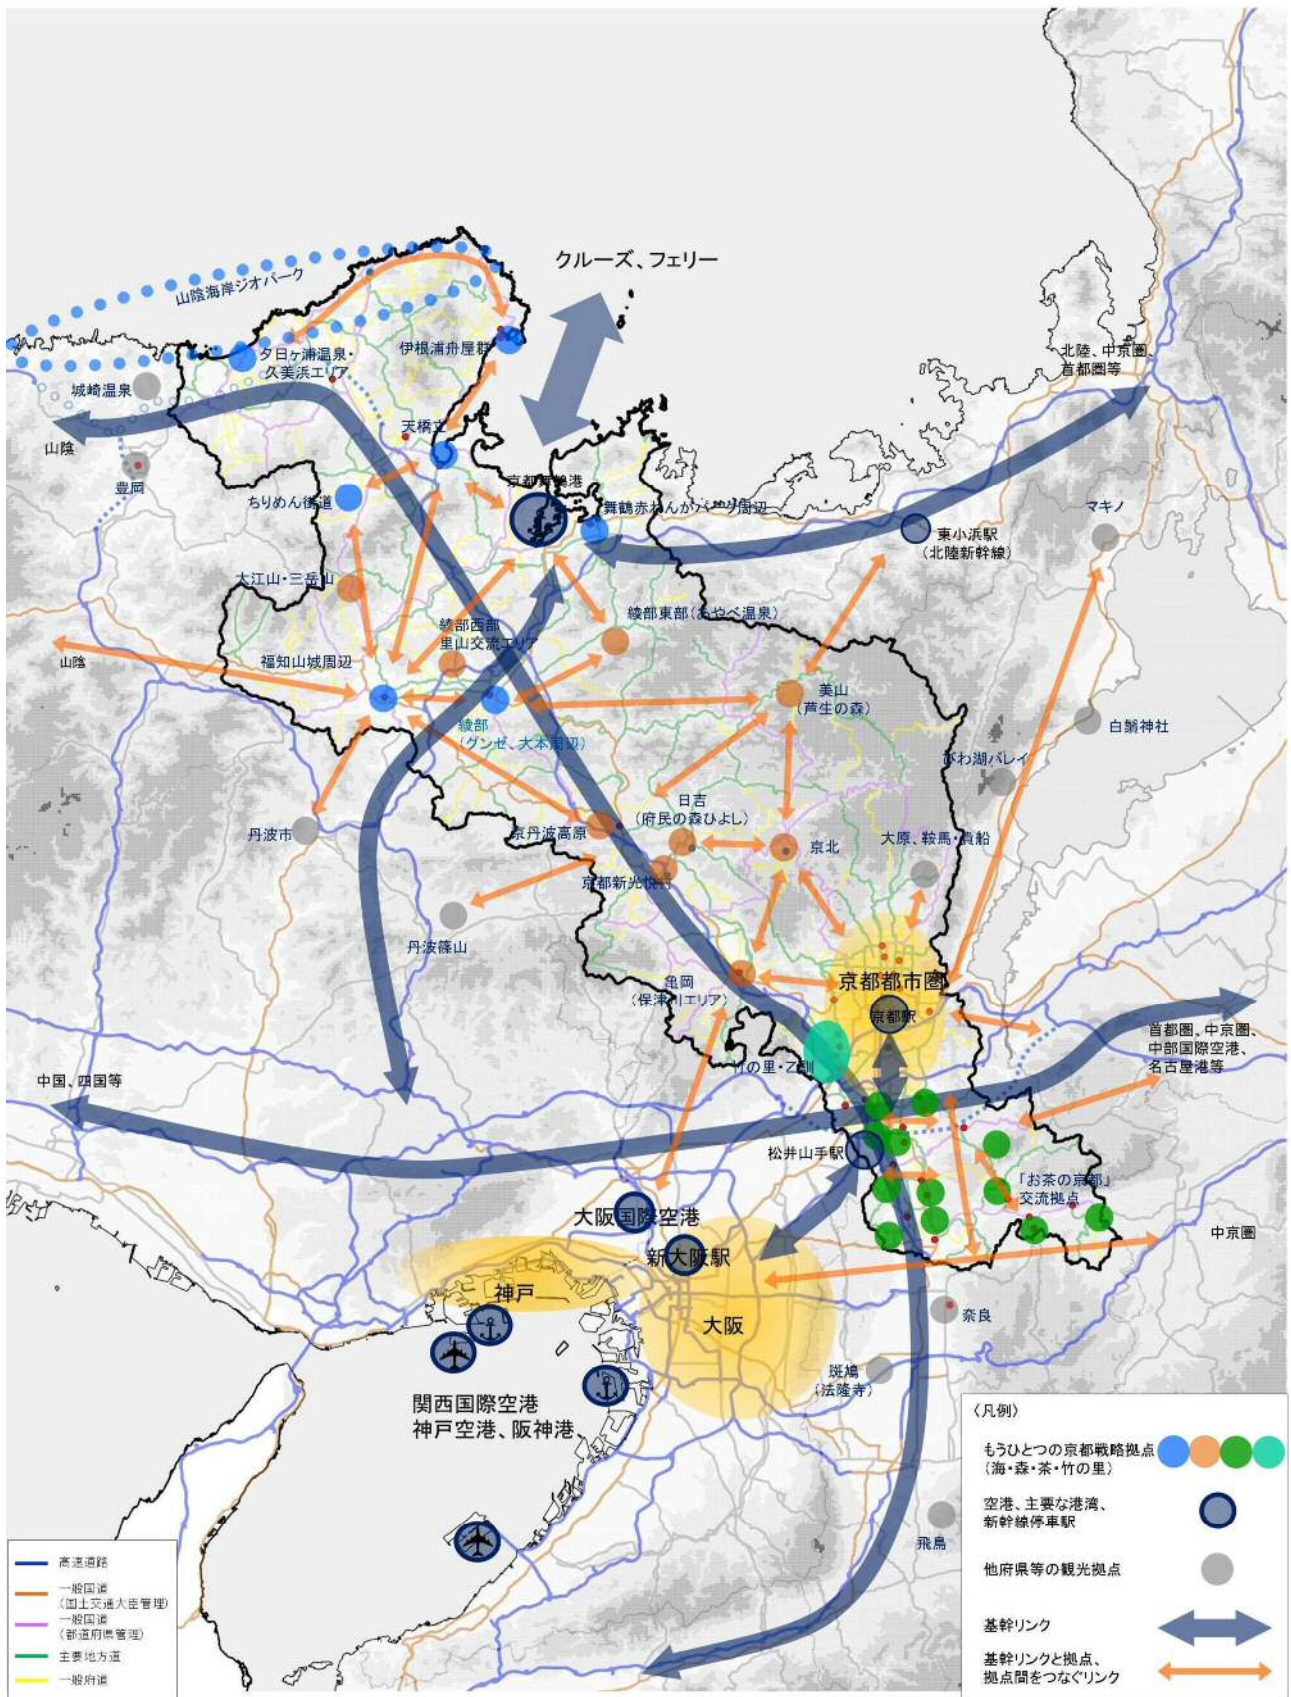 クルーズ、フェリー
山陰海岸ジオパーク
伊根浦舟屋群
夕日ヶ浦温泉・
久美浜エリア
北陸、中京圏、
首都圏等
城崎温泉
天橋立
山陰
豊岡
京都舞鶴港
ちりめん街道
舞鶴赤れんがパーク周辺
マキノ
東小浜駅
(北陸新幹線)
大江山・三岳山
綾部東部(あやべ温泉)
綾部西部
里山交流エリア
山陰
福知山城周辺
美山
(芦生の森)
綾部
(グンゼ、大本周辺)
白鬚神社
びわ湖バレイ
日吉
(府民の森ひよし)
丹波市
京丹波高原
京北
大原、鞍馬・貴船
京都新光悦村
丹波篠山
亀岡
(保津川エリア)
京都都市圏
京都駅
首都圏、中京圏、
中部国際空港、
名古屋港等
竹の里・乙訓
中国、四国等
松井山手駅
「お茶の京都」
交流拠点
大阪国際空港
新大阪駅
中京圏
神戸
大阪
奈良
斑鳩
(法隆寺)
関西国際空港
神戸空港、阪神港
飛鳥
〈凡例〉
もうひとつの京都戦略拠点
(海・森・茶・竹の里)
空港、主要な港湾、
新幹線停車駅
他府県等の観光拠点
基幹リンク
基幹リンクと拠点、
拠点間をつなぐリンク
高速道路
一般国道
(国土交通大臣管理)
一般国道
(都道府県管理)
主要地方道
一般府道